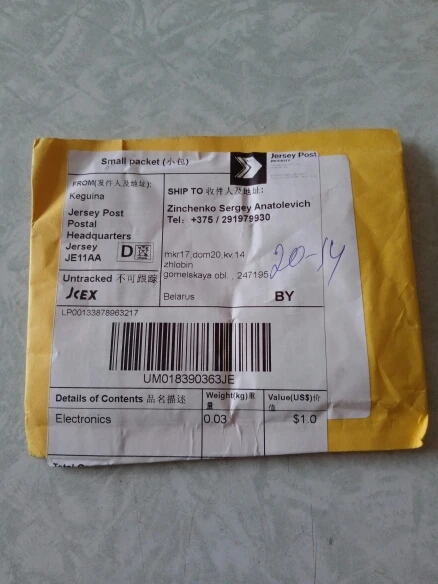 Small packet (小包)
Jersey Post
FROM(发件人及地址):
Keguina
Jersey Post
Postal
Headquarters
Jersey
JE11AA
D
Untracked 不可跟踪
JCEX
SHIP TO 收件人及地址:
Zinchenko Sergey Anatolevich
Tel: +375 / 291979930
mkr17,dom20,kv.14
zhlobin
gomelskaya obl. , 247195
20-14
Belarus BY
LP00133878963217
UM018390363JE
Details of Contents 品名描述 Weight(kg)重量 Value(US$)价值
Electronics 0.03 $1.0